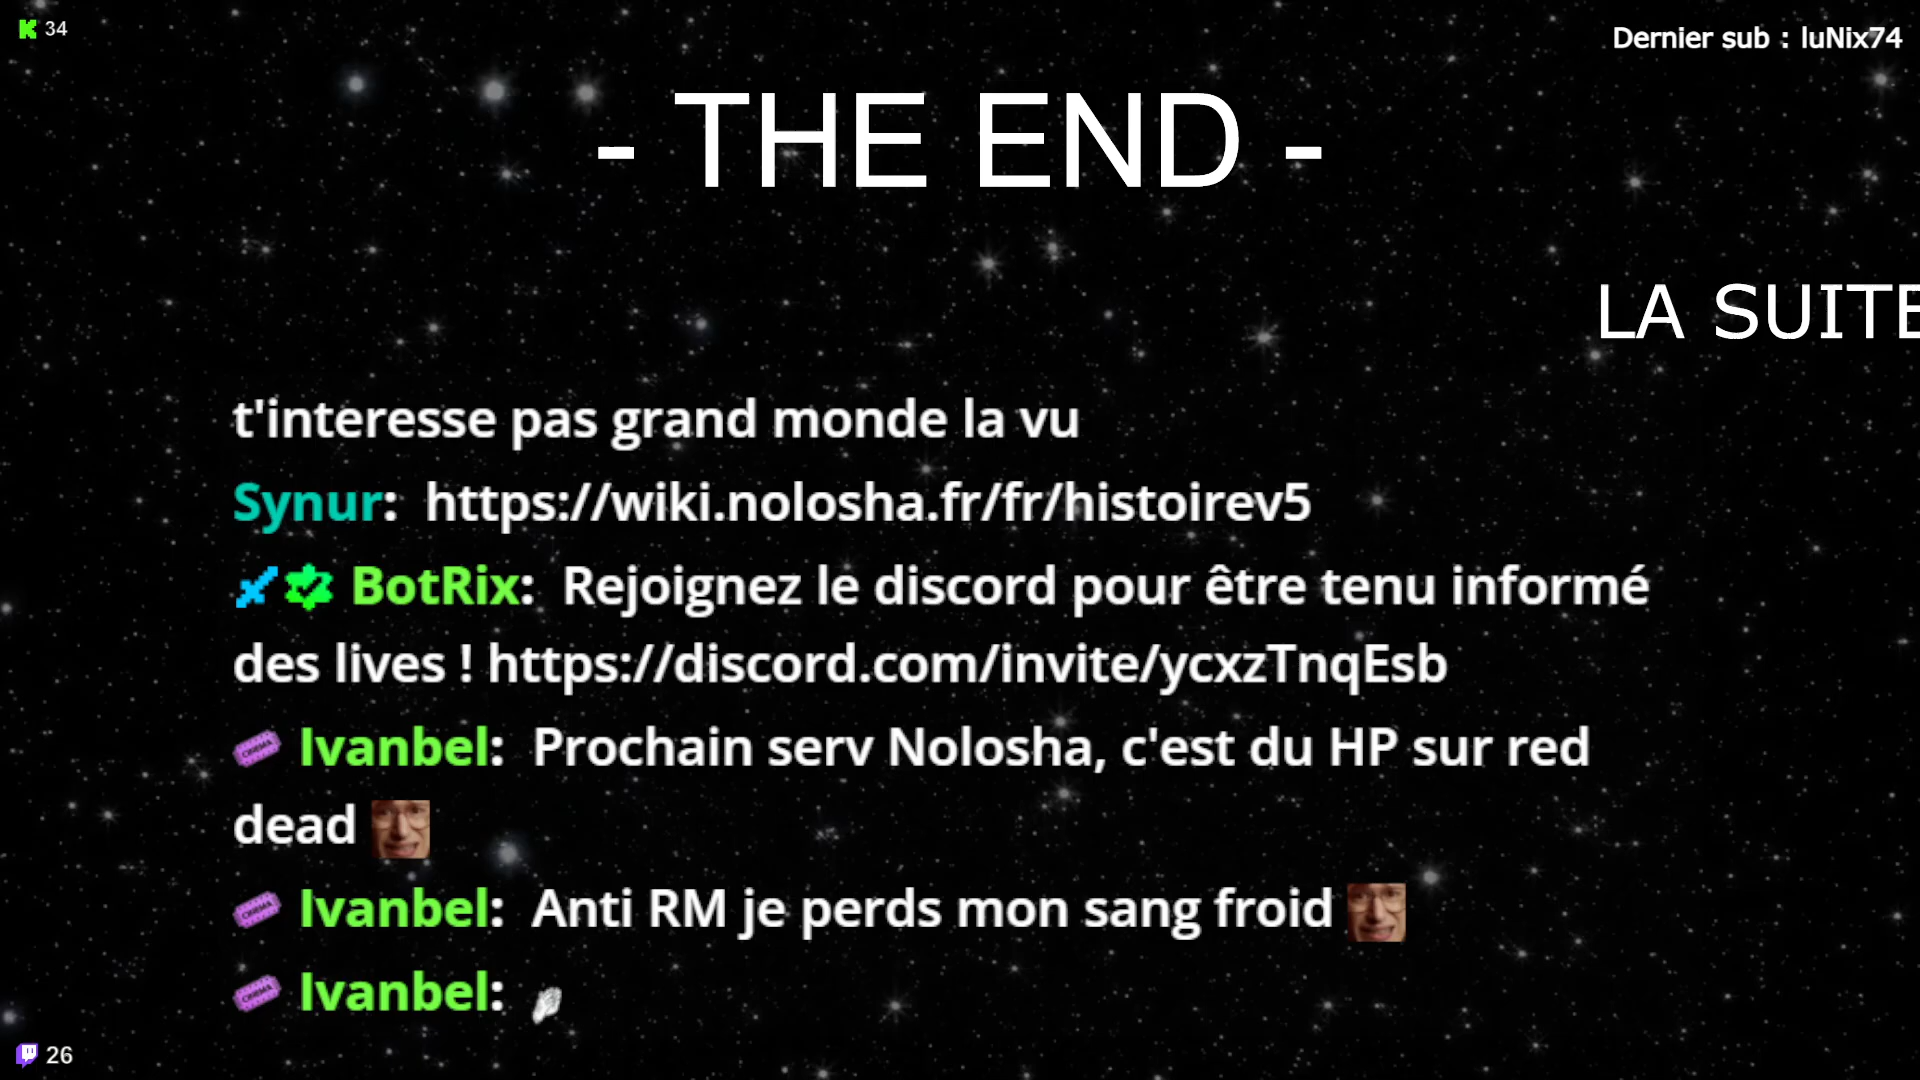 34
Dernier sub : luNix74
- THE END -
LA SUITE
t'interesse pas grand monde la vu
Synur: https://wiki.nolosha.fr/fr/histoirev5
BotRix: Rejoignez le discord pour être tenu informé
des lives ! https://discord.com/invite/ycxzTnqEsb
Ivanbel: Prochain serv Nolosha, c'est du HP sur red
dead
Ivanbel: Anti RM je perds mon sang froid
Ivanbel:
26